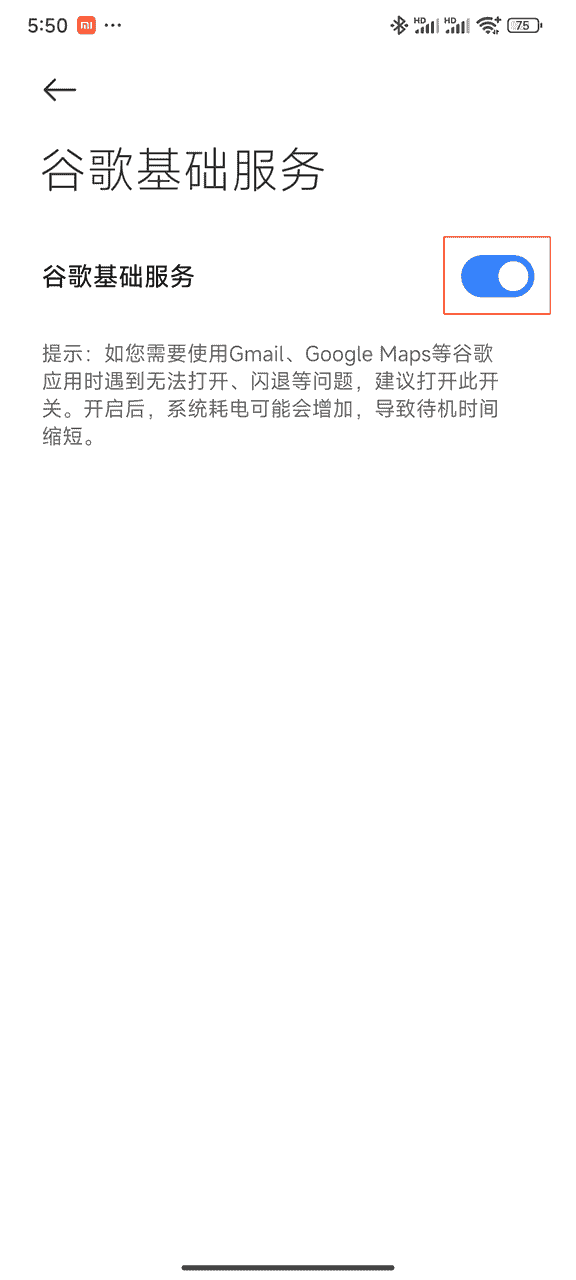 5:50 mi ··· HD HD 75
谷歌基础服务
谷歌基础服务
提示：如您需要使用Gmail、Google Maps等谷歌
应用时遇到无法打开、闪退等问题，建议打开此开
关。开启后，系统耗电可能会增加，导致待机时间
缩短。